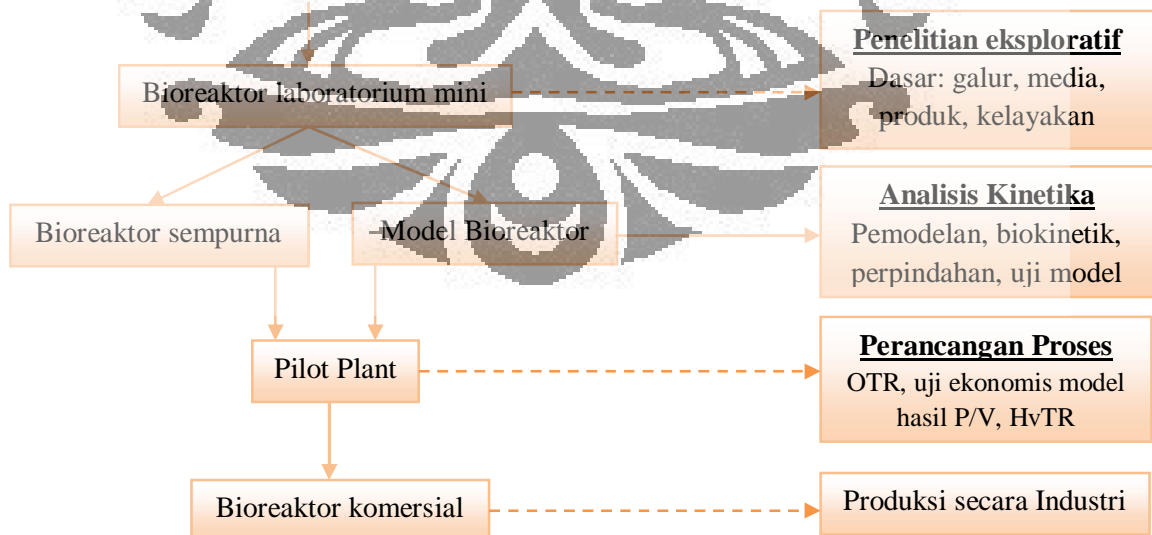 Penelitian eksploratif
Dasar: galur, media,
produk, kelayakan
Bioreaktor laboratorium mini
Analisis Kinetika
Pemodelan, biokinetik,
perpindahan, uji model
Bioreaktor sempurna
Model Bioreaktor
Pilot Plant
Perancangan Proses
OTR, uji ekonomis model
hasil P/V, HvTR
Bioreaktor komersial
Produksi secara Industri